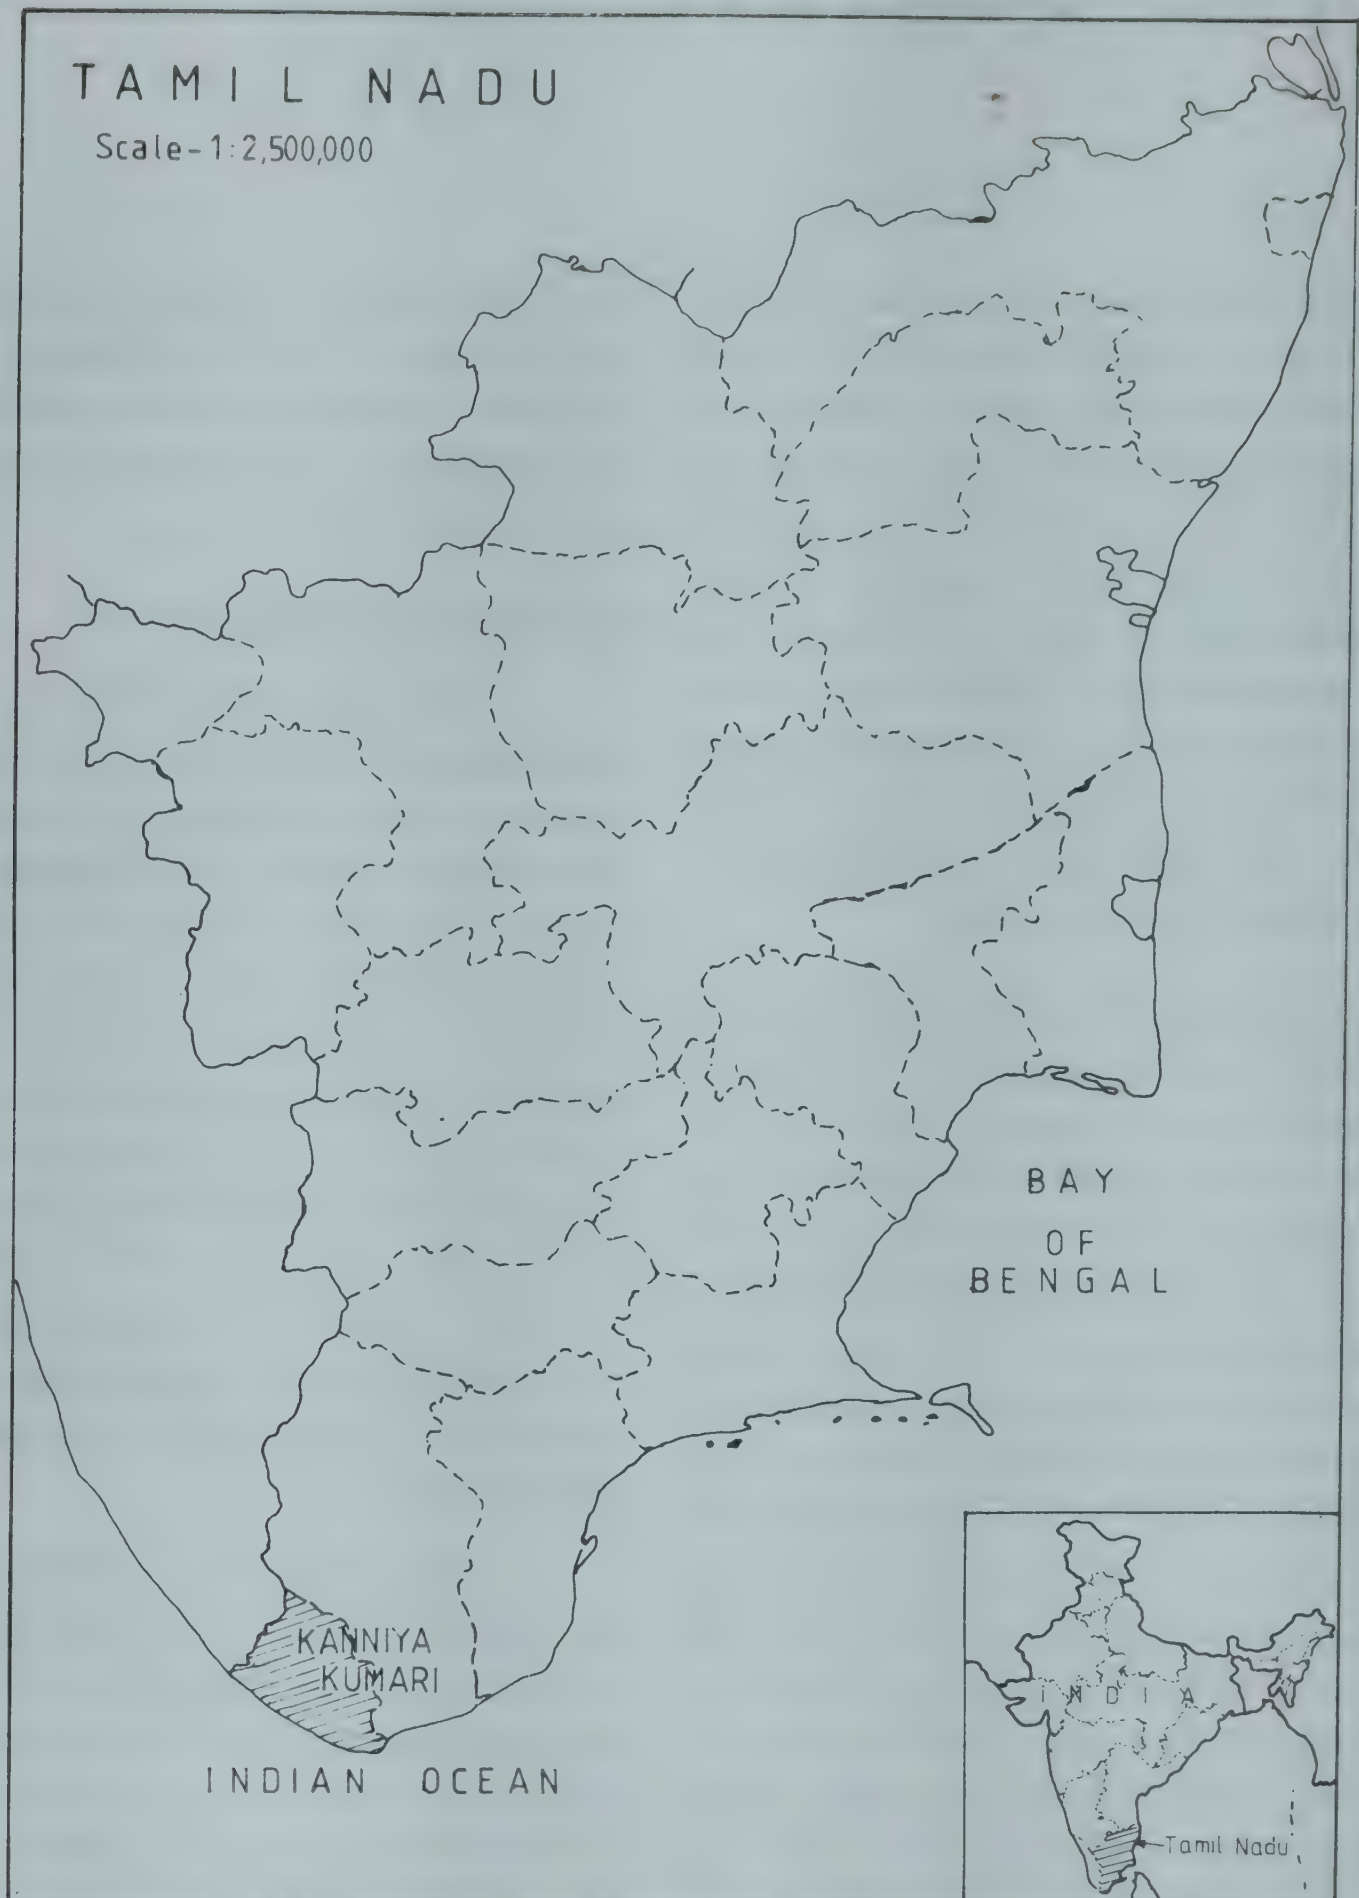 TAMIL NADU
Scale-1:2,500,000
BAY
OF
BENGAL
KANNIYA
KUMARI
INDIAN OCEAN
INDIA
Tamil Nadu